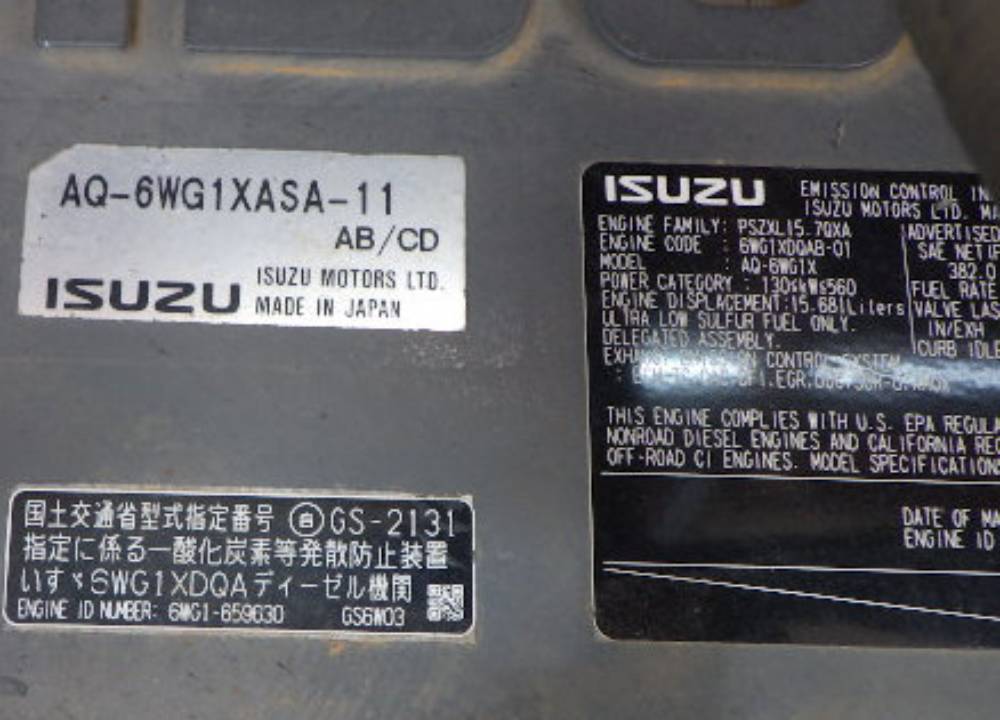 AQ-6WG1XASA-11
AB/CD
ISUZU
ISUZU MOTORS LTD.
MADE IN JAPAN
国土交通省型式指定番号 自 GS-2131
指定に係る一酸化炭素等発散防止装置
いすゞ6WG1XDQAディーゼル機関
ENGINE ID NUMBER: 6WG1-659630 GS6W03
ISUZU
EMISSION CONTROL IN
ISUZU MOTORS LTD.
ENGINE FAMILY: PSZXL15.7QXA
ENGINE CODE : 6WG1XDQAB-01
MODEL : AQ-6WG1X
POWER CATEGORY : 130≤kW≤560
ENGINE DISPLACEMENT:15.681Liters
ULTRA LOW SULFUR FUEL ONLY.
DELEGATED ASSEMBLY.
CONTROL SYSTEM
ADVERTISED
SAE NET
382.0
FUEL RATE
VALVE LAS
IN/EXH
CURB IDLE
THIS ENGINE COMPLIES WITH U.S. EPA REGULA
NONROAD DIESEL ENGINES AND CALIFORNIA REG
OFF-ROAD CI ENGINES. MODEL SPECIFICATION
DATE OF MA
ENGINE ID